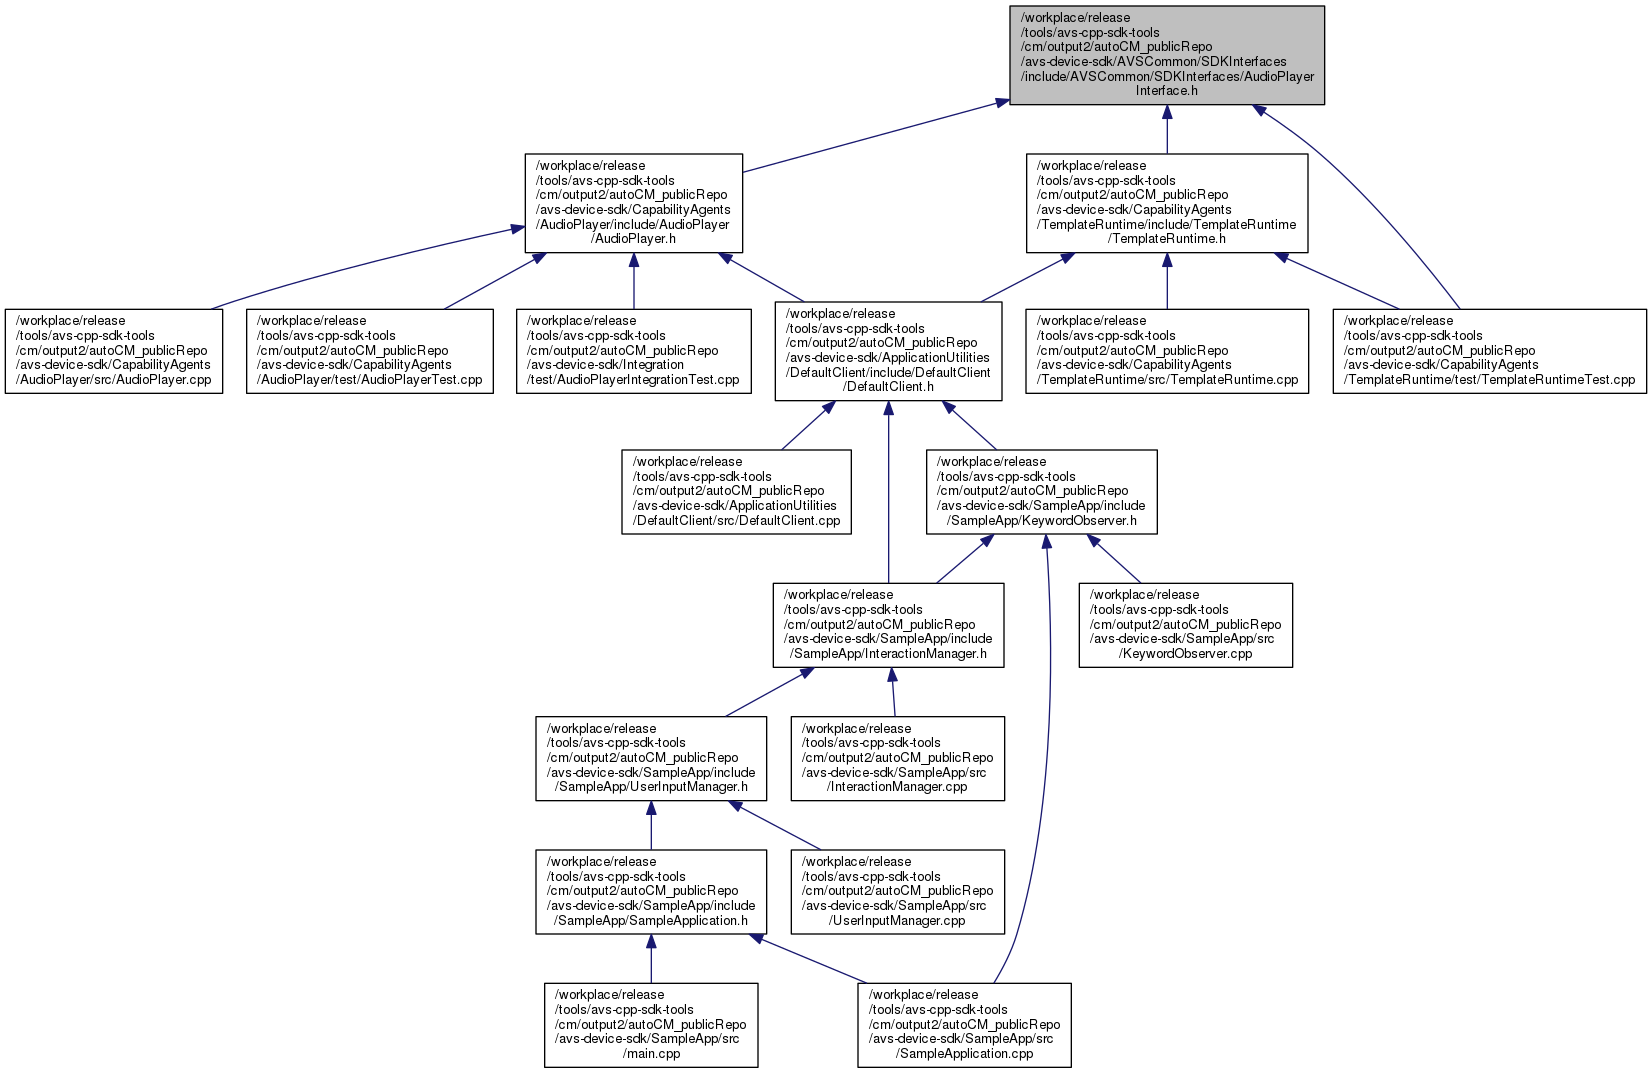 /workplace/release
/tools/avs-cpp-sdk-tools
/cm/output2/autoCM_publicRepo
/avs-device-sdk/AVSCommon/SDKInterfaces
/include/AVSCommon/SDKInterfaces/AudioPlayer
Interface.h
/workplace/release
/tools/avs-cpp-sdk-tools
/cm/output2/autoCM_publicRepo
/avs-device-sdk/CapabilityAgents
/AudioPlayer/include/AudioPlayer
/AudioPlayer.h
/workplace/release
/tools/avs-cpp-sdk-tools
/cm/output2/autoCM_publicRepo
/avs-device-sdk/CapabilityAgents
/TemplateRuntime/include/TemplateRuntime
/TemplateRuntime.h
/workplace/release
/tools/avs-cpp-sdk-tools
/cm/output2/autoCM_publicRepo
/avs-device-sdk/CapabilityAgents
/AudioPlayer/src/AudioPlayer.cpp
/workplace/release
/tools/avs-cpp-sdk-tools
/cm/output2/autoCM_publicRepo
/avs-device-sdk/CapabilityAgents
/AudioPlayer/test/AudioPlayerTest.cpp
/workplace/release
/tools/avs-cpp-sdk-tools
/cm/output2/autoCM_publicRepo
/avs-device-sdk/Integration
/test/AudioPlayerIntegrationTest.cpp
/workplace/release
/tools/avs-cpp-sdk-tools
/cm/output2/autoCM_publicRepo
/avs-device-sdk/ApplicationUtilities
/DefaultClient/include/DefaultClient
/DefaultClient.h
/workplace/release
/tools/avs-cpp-sdk-tools
/cm/output2/autoCM_publicRepo
/avs-device-sdk/CapabilityAgents
/TemplateRuntime/src/TemplateRuntime.cpp
/workplace/release
/tools/avs-cpp-sdk-tools
/cm/output2/autoCM_publicRepo
/avs-device-sdk/CapabilityAgents
/TemplateRuntime/test/TemplateRuntimeTest.cpp
/workplace/release
/tools/avs-cpp-sdk-tools
/cm/output2/autoCM_publicRepo
/avs-device-sdk/ApplicationUtilities
/DefaultClient/src/DefaultClient.cpp
/workplace/release
/tools/avs-cpp-sdk-tools
/cm/output2/autoCM_publicRepo
/avs-device-sdk/SampleApp/include
/SampleApp/KeywordObserver.h
/workplace/release
/tools/avs-cpp-sdk-tools
/cm/output2/autoCM_publicRepo
/avs-device-sdk/SampleApp/include
/SampleApp/InteractionManager.h
/workplace/release
/tools/avs-cpp-sdk-tools
/cm/output2/autoCM_publicRepo
/avs-device-sdk/SampleApp/src
/KeywordObserver.cpp
/workplace/release
/tools/avs-cpp-sdk-tools
/cm/output2/autoCM_publicRepo
/avs-device-sdk/SampleApp/include
/SampleApp/UserInputManager.h
/workplace/release
/tools/avs-cpp-sdk-tools
/cm/output2/autoCM_publicRepo
/avs-device-sdk/SampleApp/src
/InteractionManager.cpp
/workplace/release
/tools/avs-cpp-sdk-tools
/cm/output2/autoCM_publicRepo
/avs-device-sdk/SampleApp/include
/SampleApp/SampleApplication.h
/workplace/release
/tools/avs-cpp-sdk-tools
/cm/output2/autoCM_publicRepo
/avs-device-sdk/SampleApp/src
/UserInputManager.cpp
/workplace/release
/tools/avs-cpp-sdk-tools
/cm/output2/autoCM_publicRepo
/avs-device-sdk/SampleApp/src
/main.cpp
/workplace/release
/tools/avs-cpp-sdk-tools
/cm/output2/autoCM_publicRepo
/avs-device-sdk/SampleApp/src
/SampleApplication.cpp